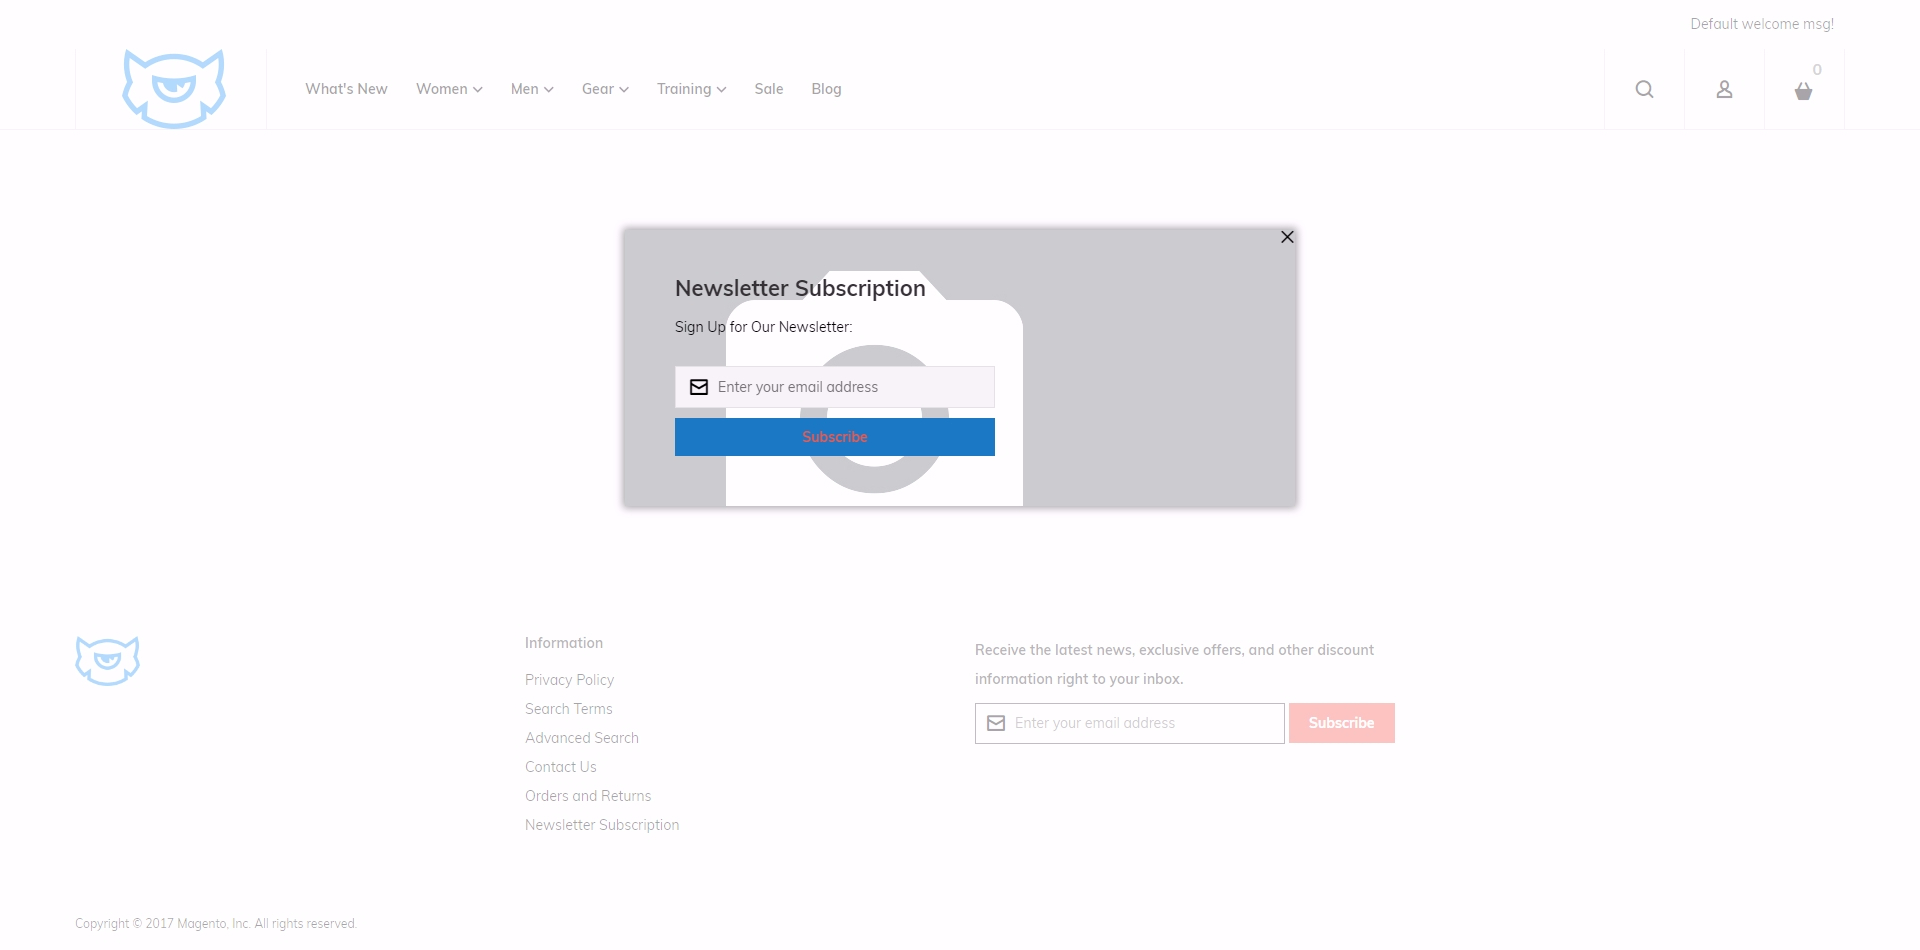 Default welcome msg!
What's New Women Men Gear Training Sale Blog
0
Newsletter Subscription
Sign Up for Our Newsletter:
Enter your email address
Subscribe
Information
Privacy Policy
Search Terms
Advanced Search
Contact Us
Orders and Returns
Newsletter Subscription
Receive the latest news, exclusive offers, and other discount
information right to your inbox.
Enter your email address Subscribe
Copyright © 2017 Magento, Inc. All rights reserved.